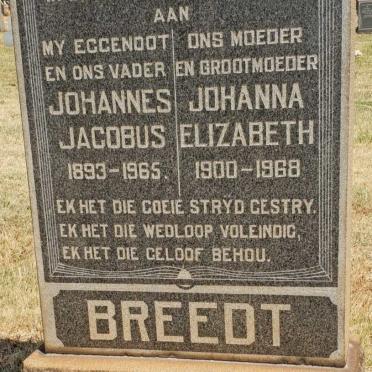 AAN
MY EGGENOOT
EN ONS VADER
JOHANNES
JACOBUS
1893-1965.
ONS MOEDER
EN GROOTMOEDER
JOHANNA
ELIZABETH
1900-1968
EK HET DIE GOEIE STRYD GESTRY.
EK HET DIE WEDLOOP VOLEINDIG,
EK HET DIE GELOOF BEHOU.
BREEDT